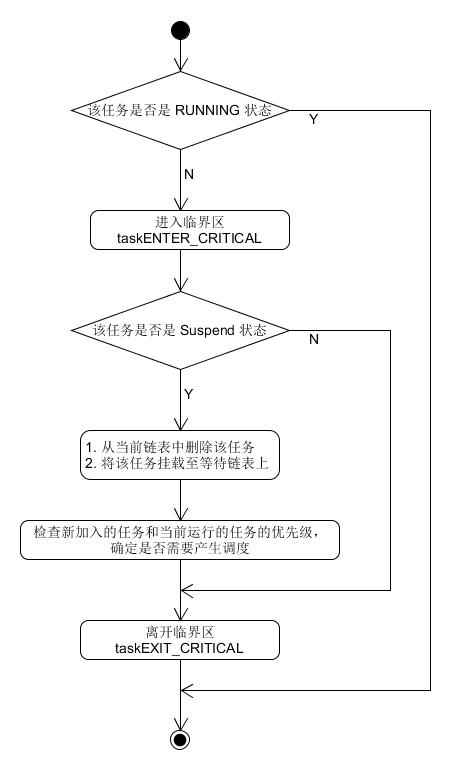 该任务是否是 RUNNING 状态
Y
N
进入临界区
taskENTER_CRITICAL
该任务是否是 Suspend 状态
N
Y
1. 从当前链表中删除该任务
2. 将该任务挂载至等待链表上
检查新加入的任务和当前运行的任务的优先级，
确定是否需要产生调度
离开临界区
taskEXIT_CRITICAL